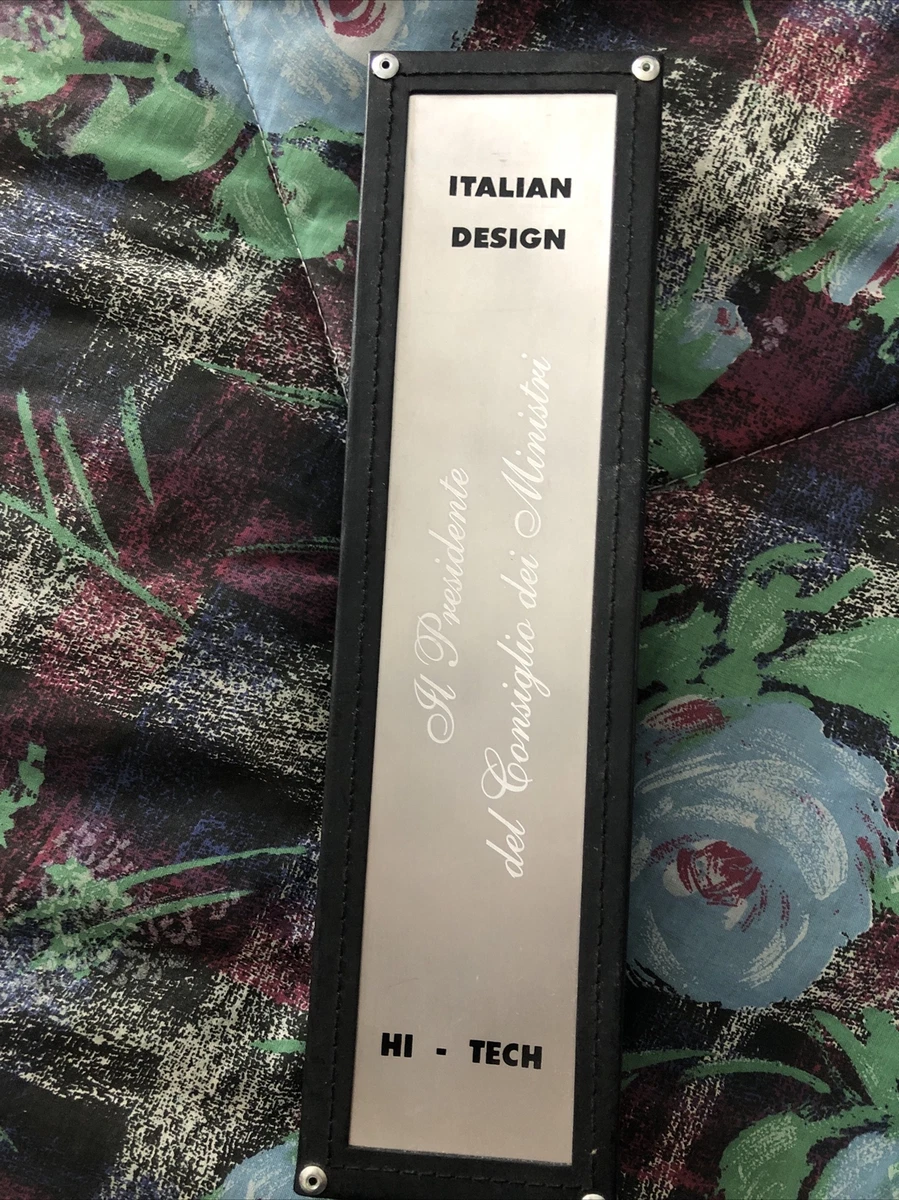 ITALIAN
DESIGN
Il Presidente
del Consiglio dei Ministri
HI - TECH